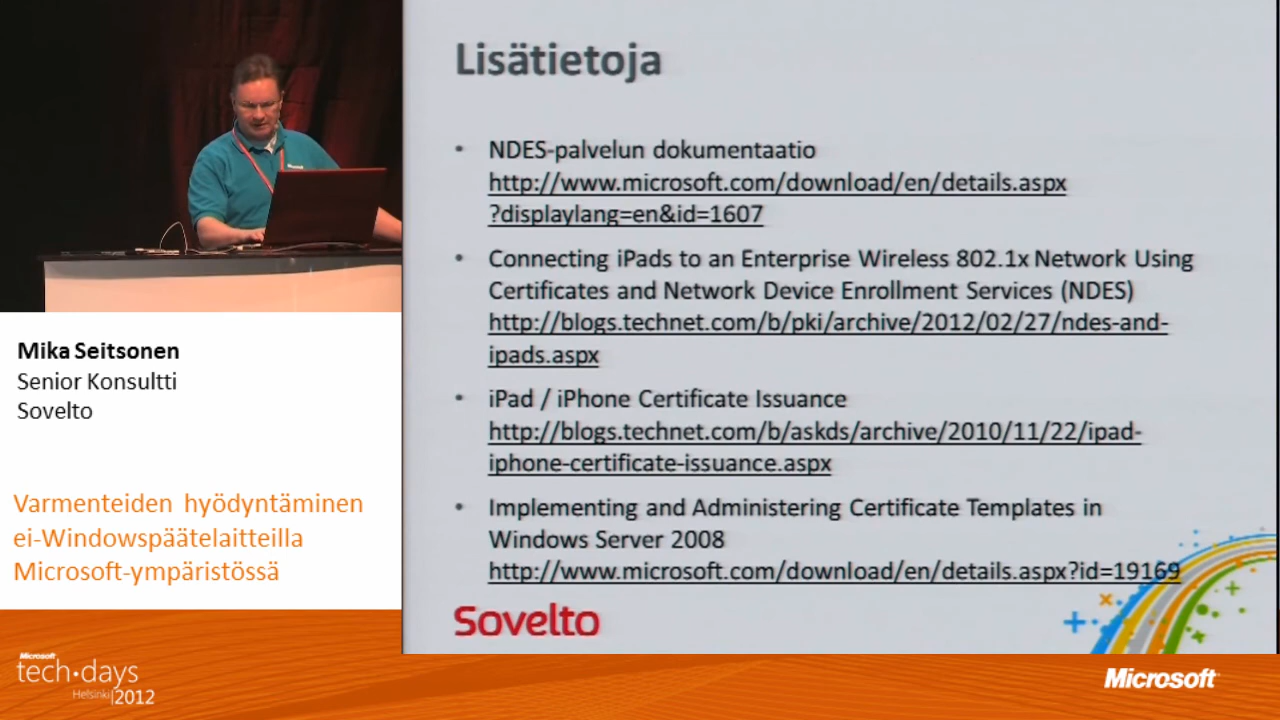 Lisätietoja
• NDES-palvelun dokumentaatio
http://www.microsoft.com/download/en/details.aspx
?displaylang=en&id=1607
• Connecting iPads to an Enterprise Wireless 802.1x Network Using
Certificates and Network Device Enrollment Services (NDES)
http://blogs.technet.com/b/pki/archive/2012/02/27/ndes-and-
ipads.aspx
• iPad / iPhone Certificate Issuance
http://blogs.technet.com/b/askds/archive/2010/11/22/ipad-
iphone-certificate-issuance.aspx
• Implementing and Administering Certificate Templates in
Windows Server 2008
http://www.microsoft.com/download/en/details.aspx?id=19169
Sovelto
Mika Seitsonen
Senior Konsultti
Sovelto
Varmenteiden hyödyntäminen
ei-Windowspäätelaitteilla
Microsoft-ympäristössä
Microsoft
tech·days
Helsinki|2012
Microsoft